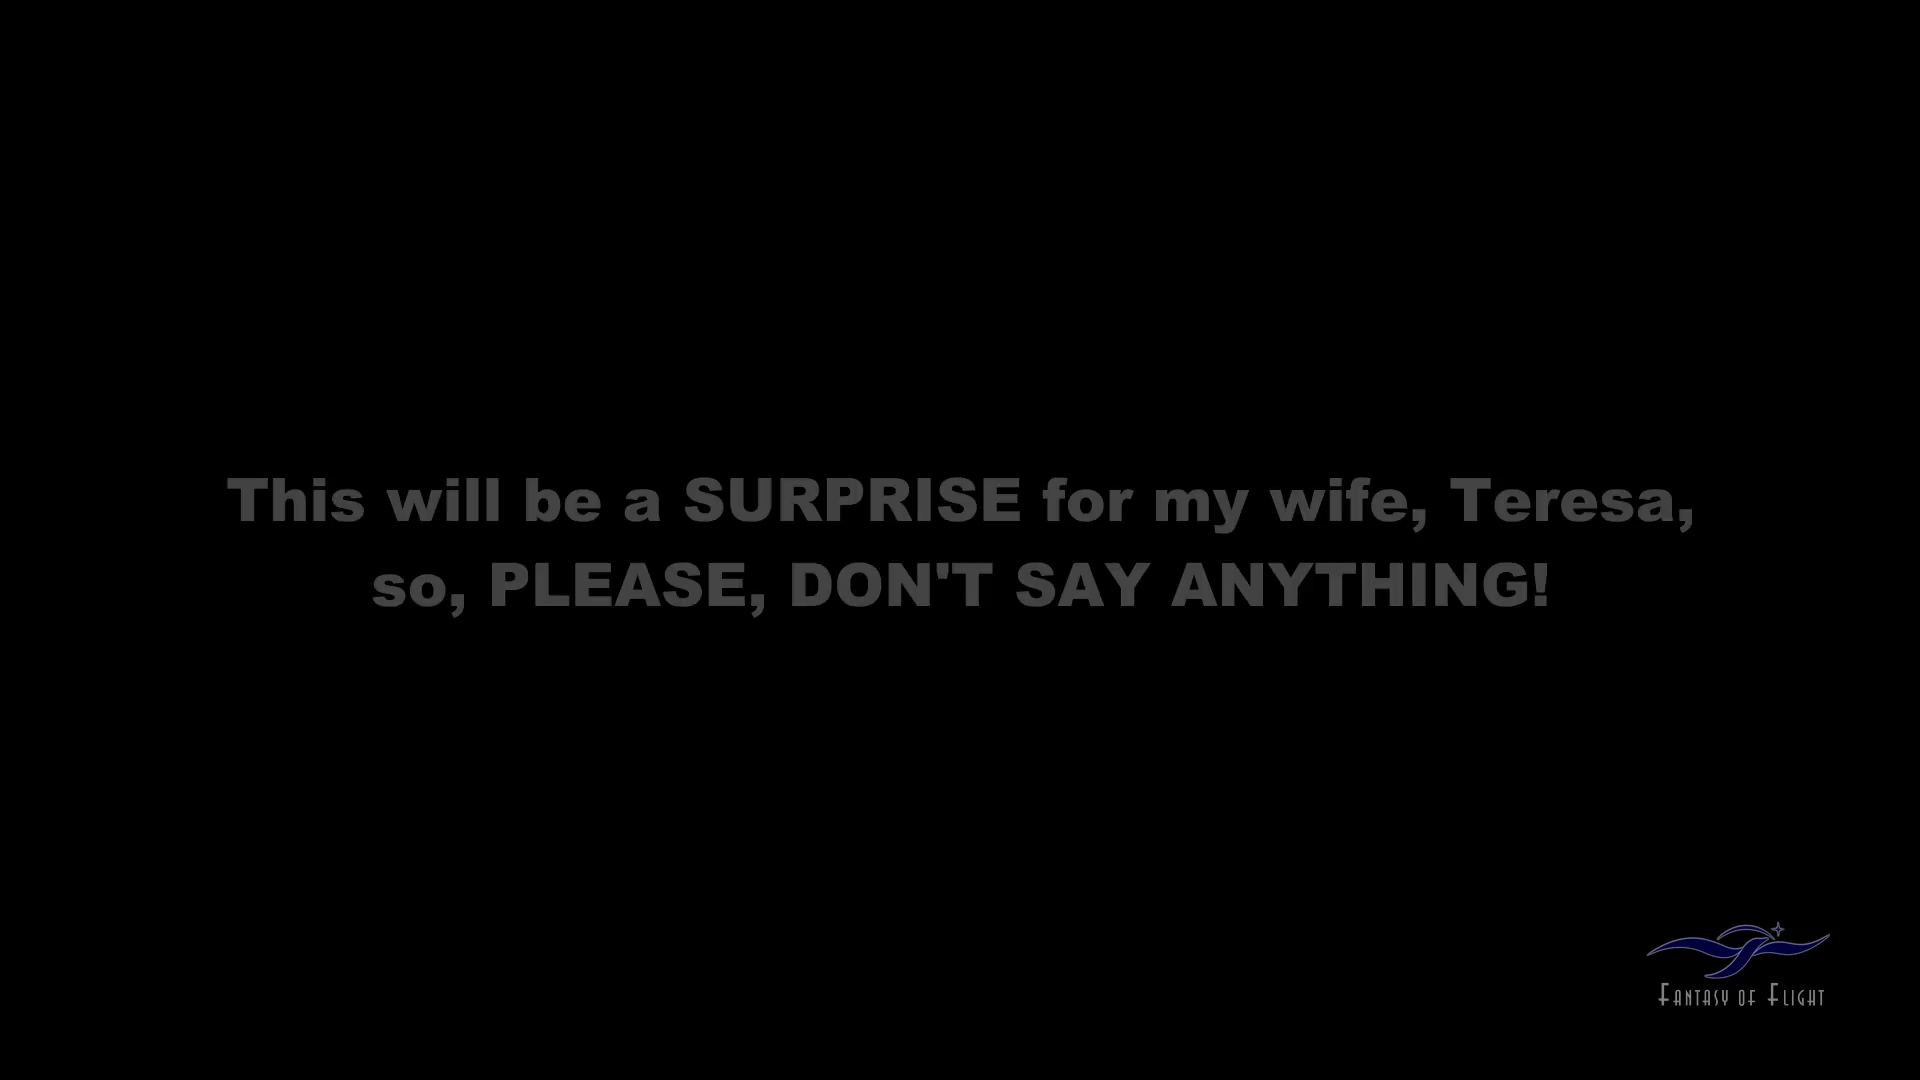 This will be a SURPRISE for my wife, Teresa,
so, PLEASE, DON'T SAY ANYTHING!
FANTASY OF FLIGHT